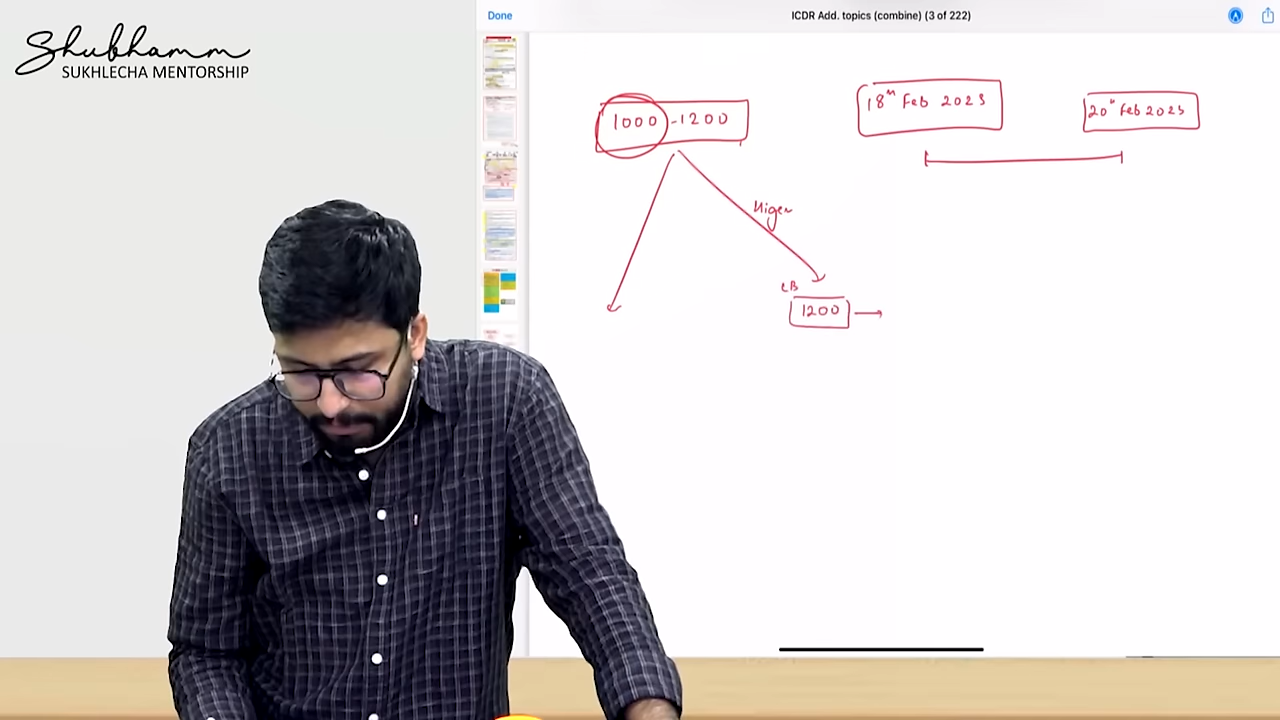 Shubhamm
SUKHLECHA MENTORSHIP
Done
ICDR Add. topics (combine) (3 of 222)
1000 - 1200
18th Feb 2023
20th Feb 2023
Higer
1200